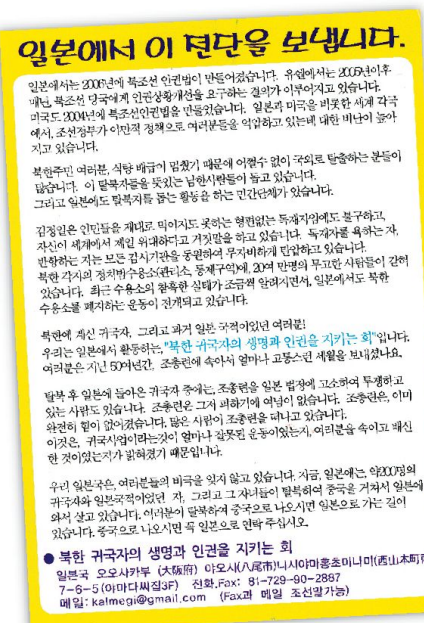 일본에서 이 전단을 보냅니다.
일본에서는 2006년에 북조선 인권법이 만들어졌습니다. 유엔에서는 2005년이후
매년, 북조선 당국에게 인권상황개선을 요구하는 결의가 이루어지고 있습니다.
미국도 2004년에 북조선인권법을 만들었습니다. 일본과 미국을 비롯한 세계 각국
에서, 조선정부가 야만적 정책으로 여러분들을 억압하고 있는데 대한 비난이 높아
지고 있습니다.
북한주민 여러분, 식량 배급이 멈췄기 때문에 어쩔수 없이 국외로 탈출하는 분들이
많습니다. 이 탈북자들을 뜻있는 남한사람들이 돕고 있습니다.
그리고 일본에도 탈북자를 돕는 활동을 하는 민간단체가 있습니다.
김정일은 인민들을 제대로 먹이지도 못하는 형편없는 독재자임에도 불구하고,
자신이 세계에서 제일 위대하다고 거짓말을 하고 있습니다. 독재자를 욕하는 자,
반항하는 자는 모든 감시기관을 동원하여 무자비하게 탄압하고 있습니다.
북한 각지의 정치범수용소(관리소, 통제구역)에, 20여 만명의 무고한 사람들이 갇혀
있습니다. 최근 수용소의 참혹한 실태가 조금씩 알려지면서, 일본에서도 북한
수용소를 폐지하는 운동이 전개되고 있습니다.
북한에 계신 귀국자, 그리고 과거 일본 국적이었던 여러분!
우리는 일본에서 활동하는, "북한 귀국자의 생명과 인권을 지키는 회"입니다.
여러분은 지난 50여년간, 조총련에 속아서 얼마나 고통스런 세월을 보내셨나요.
탈북 후 일본에 들어온 귀국자 중에는, 조총련을 일본 법정에 고소하여 투쟁하고
있는 사람도 있습니다. 조총련은 그저 피하기에 여념이 없습니다. 조총련은, 이미
완전히 힘이 없어졌습니다. 많은 사람이 조총련을 떠나고 있습니다.
이것은, 귀국사업이라는것이 얼마나 잘못된 운동이었는지, 여러분을 속이고 배신
한 것이었는지가 밝혀졌기 때문입니다.
우리 일본국은, 여러분들의 비극을 잊지 않고 있습니다. 지금, 일본에는, 약200명의
귀국자와 일본국적이었던 자, 그리고 그 자녀들이 탈북하여 중국을 거쳐서 일본에
와서 살고 있습니다. 여러분이 탈북하여 중국으로 나오시면 일본으로 가는 길이
있습니다. 중국으로 나오시면 꼭 일본으로 연락 주십시오.
● 북한 귀국자의 생명과 인권을 지키는 회
일본국 오오사카부 (大阪府) 야오시(八尾市)니시야마홍쵸미나미(西山本町南
7-6-5(야마다씨집3F) 전화.Fax: 81-729-90-2887
메일: kalmegi@gmail.com (Fax과 메일 조선말가능)